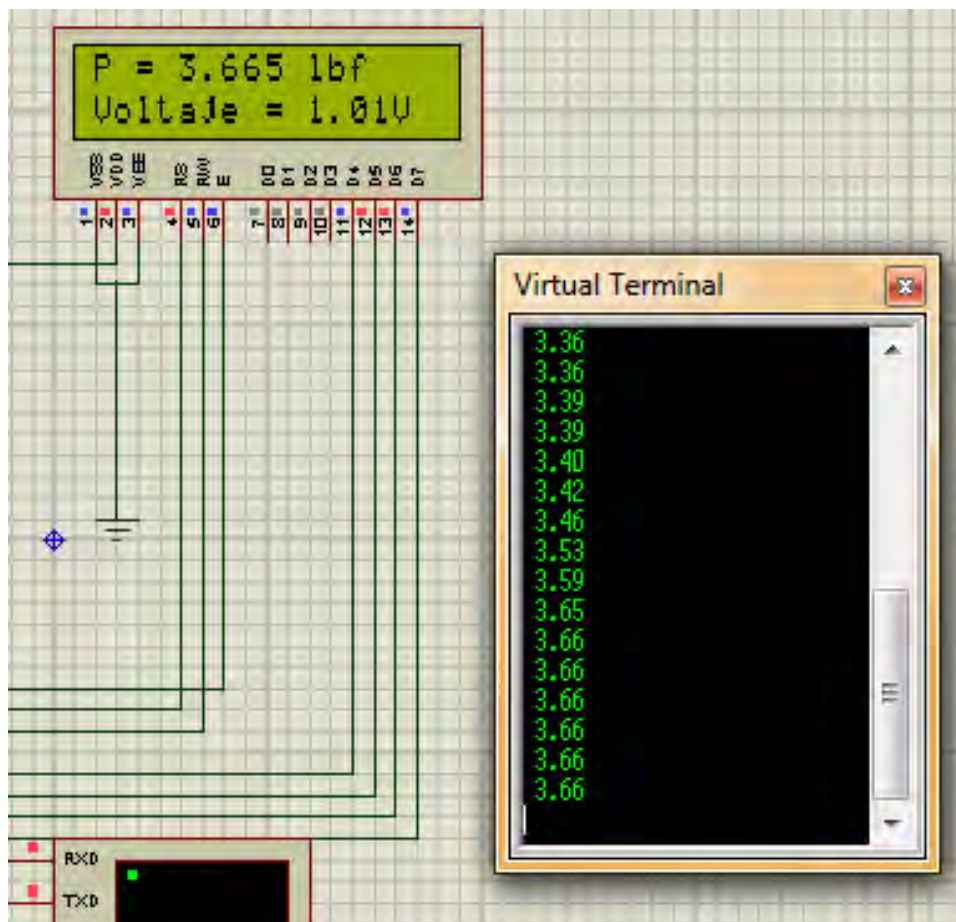 P = 3.665 lbf
Voltaje = 1.01V
VSS VDD VEE RS RW E D0 D1 D2 D3 D4 D5 D6 D7
1 2 3 4 5 6 7 8 9 10 11 12 13 14
Virtual Terminal
3.36
3.36
3.39
3.39
3.40
3.42
3.46
3.53
3.59
3.65
3.66
3.66
3.66
3.66
3.66
3.66
RXD
TXD